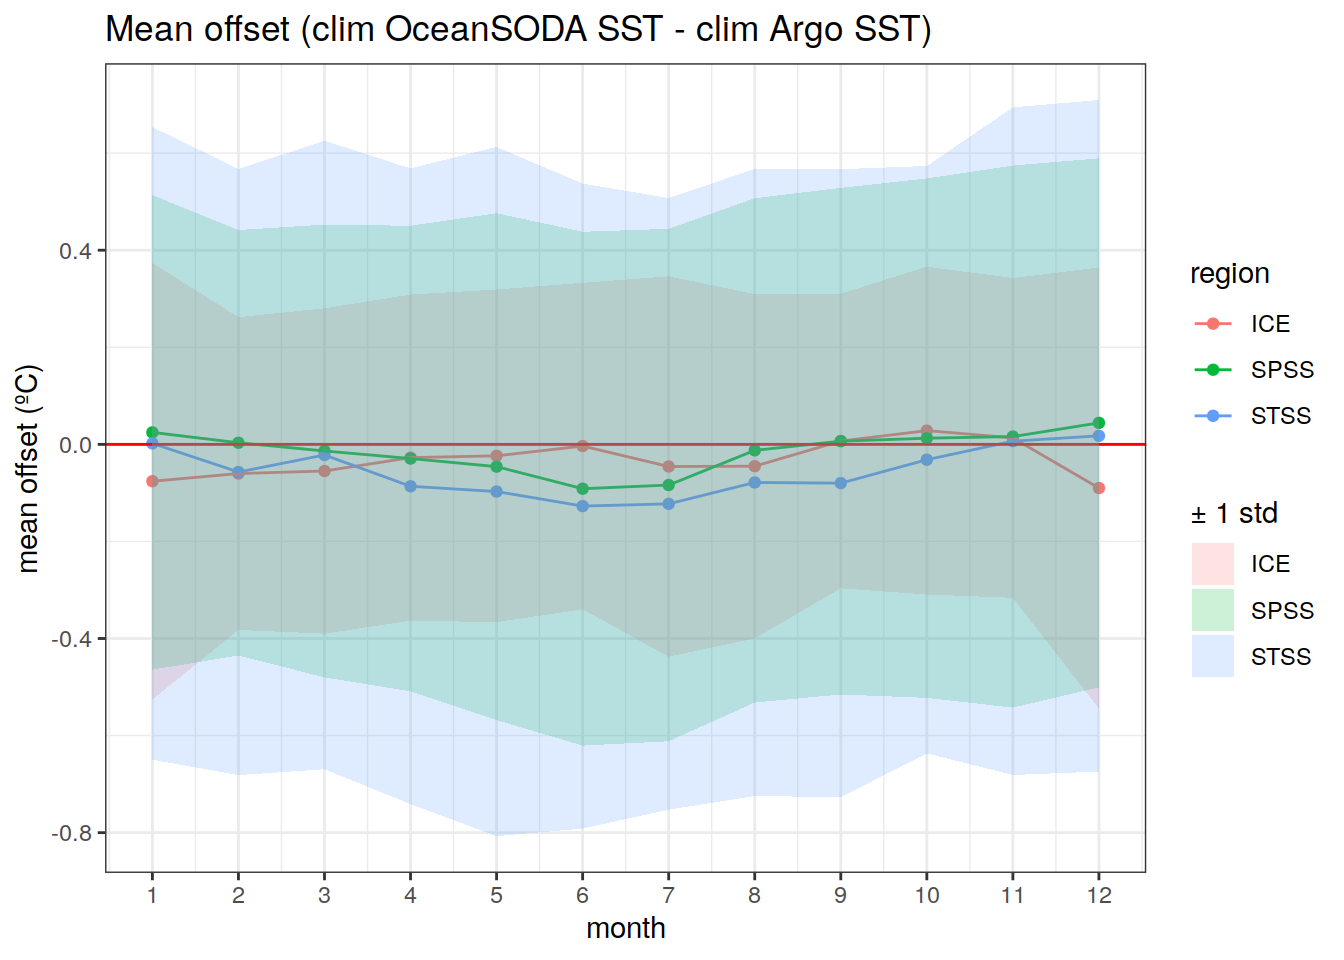 Mean offset (clim OceanSODA SST - clim Argo SST)
mean offset (ºC)
0.4
0.0
-0.4
-0.8
1 2 3 4 5 6 7 8 9 10 11 12
month
region
ICE
SPSS
STSS
± 1 std
ICE
SPSS
STSS